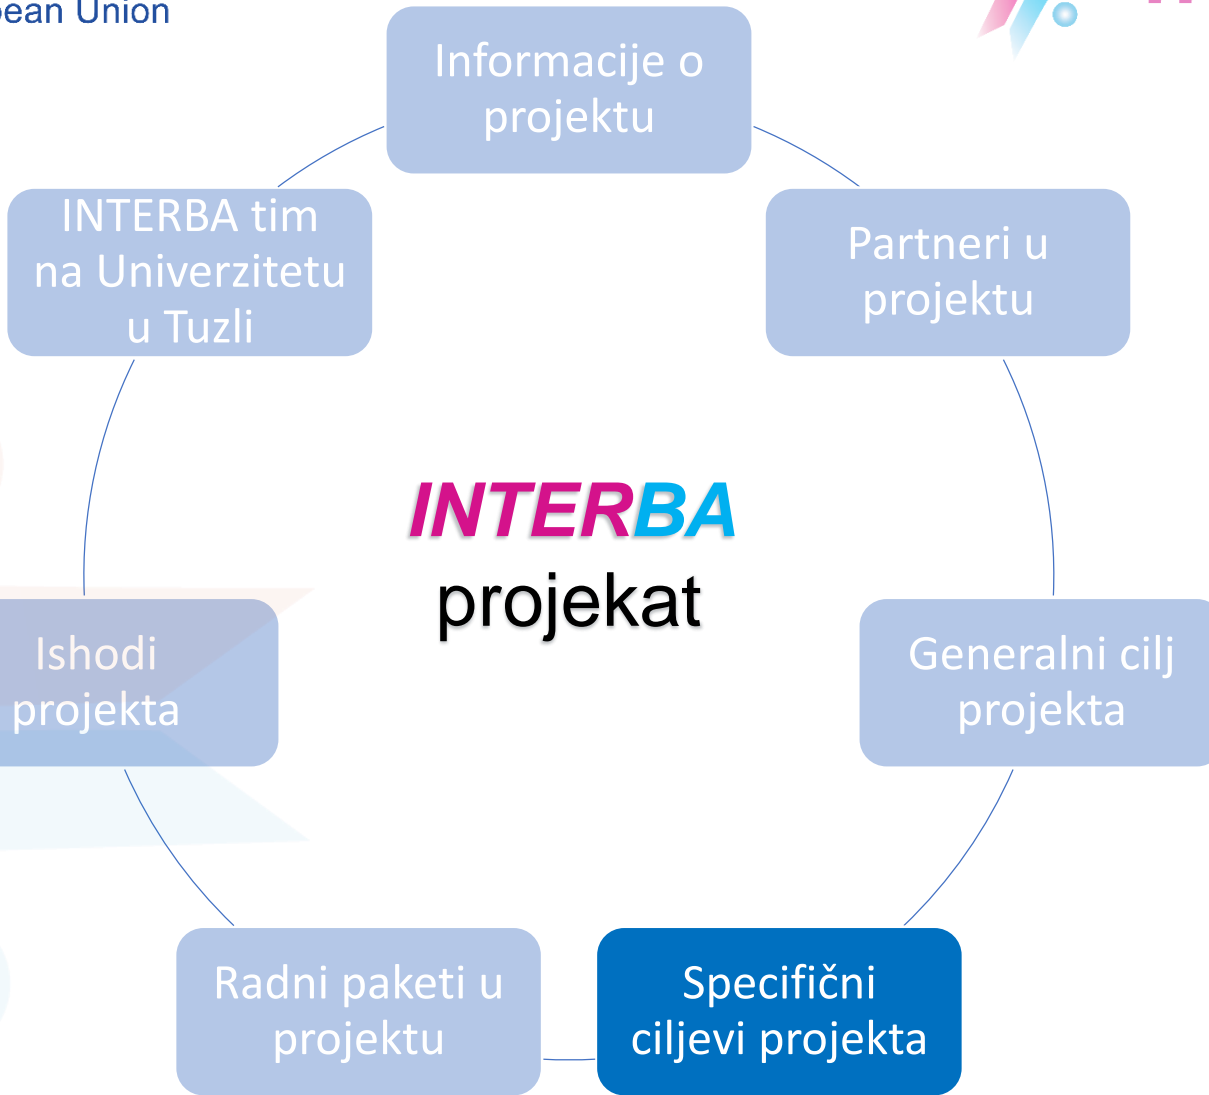 Union
Informacije o
projektu
INTERBA tim
na Univerzitetu
u Tuzli
Partneri u
projektu
INTERBA
projekat
Ishodi
projekta
Generalni cilj
projekta
Radni paketi u
projektu
Specifični
ciljevi projekta